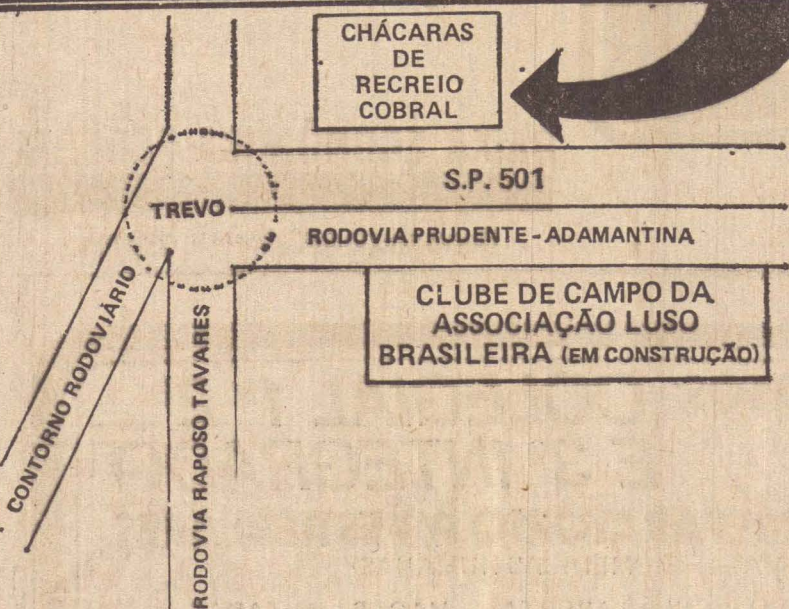 CHÁCARAS
DE
RECREIO
COBRAL
S.P. 501
TREVO
RODOVIA PRUDENTE - ADAMANTINA
CLUBE DE CAMPO DA
ASSOCIAÇÃO LUSO
BRASILEIRA (EM CONSTRUÇÃO)
CONTORNO RODOVIÁRIO
RODOVIA RAPOSO TAVARES